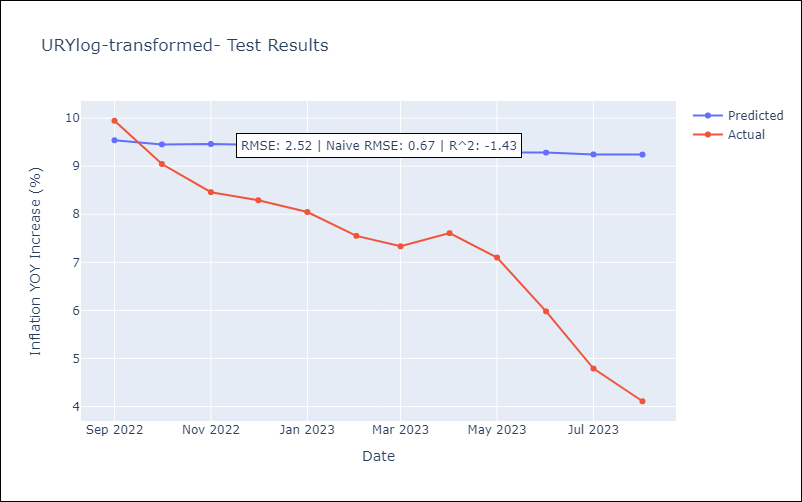 URYlog-transformed- Test Results
Predicted
Actual
RMSE: 2.52 | Naive RMSE: 0.67 | R^2: -1.43
Inflation YOY Increase (%)
10
9
8
7
6
5
4
Sep 2022
Nov 2022
Jan 2023
Mar 2023
May 2023
Jul 2023
Date